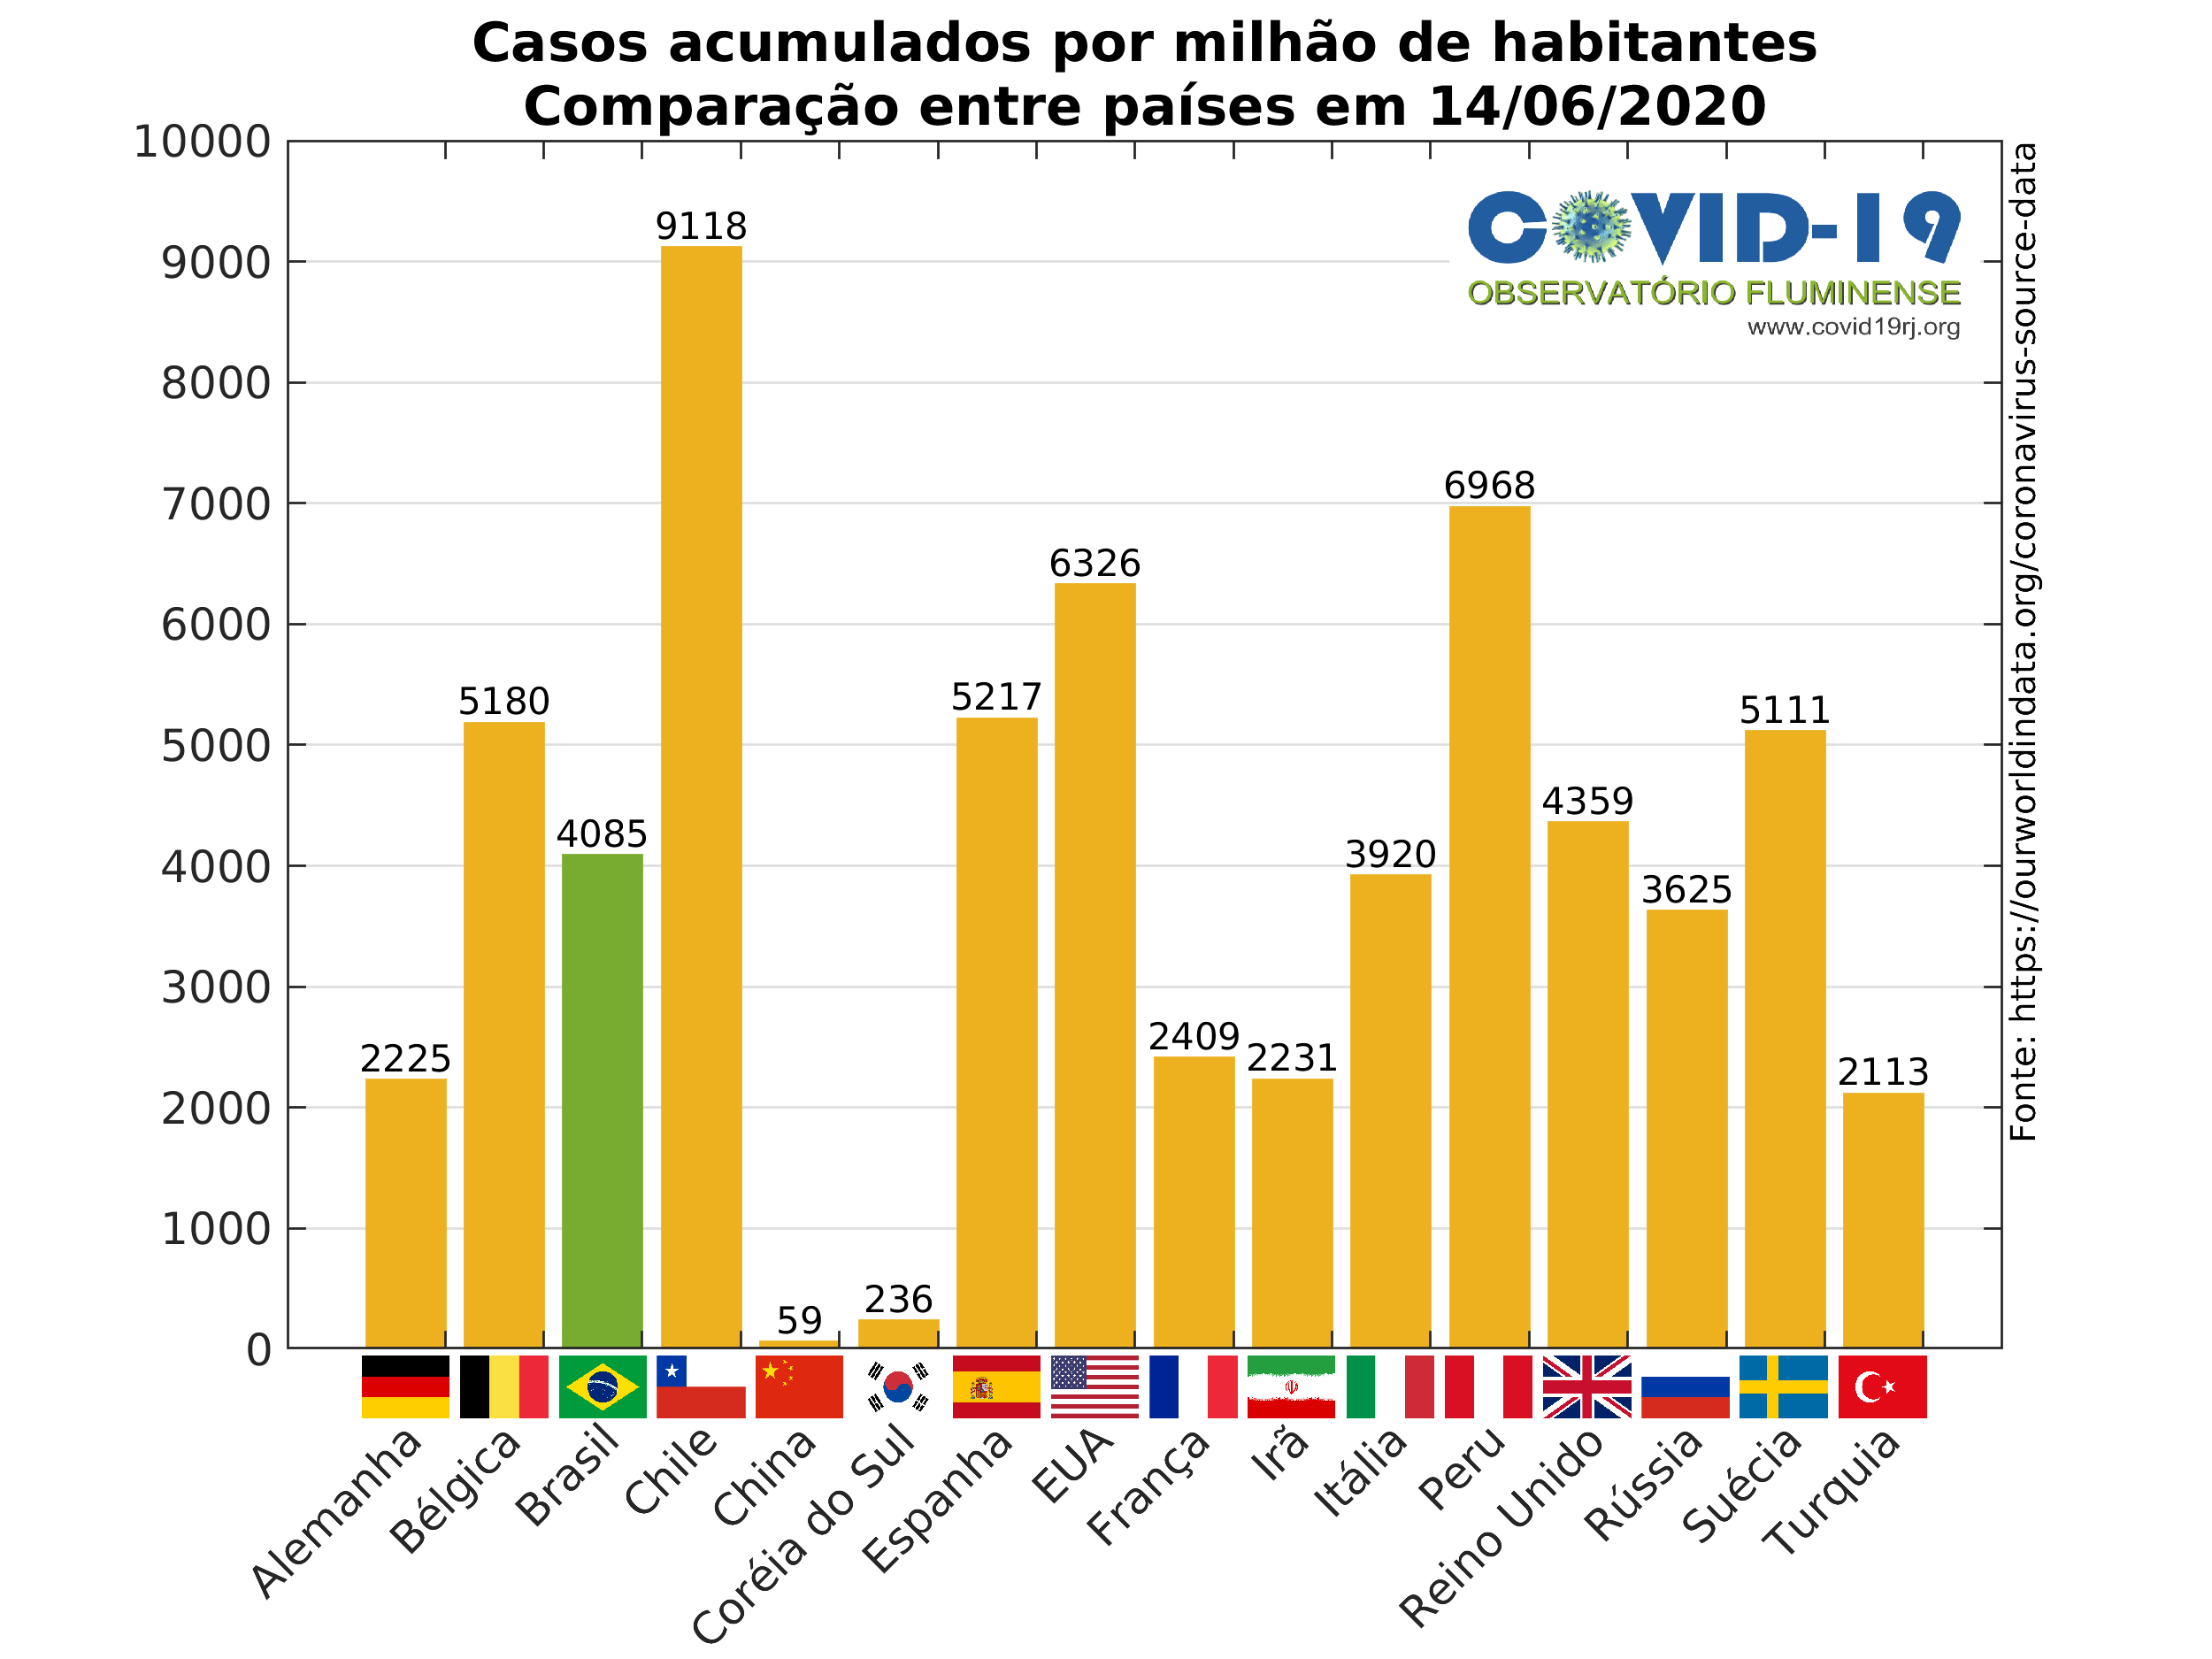 Casos acumulados por milhão de habitantes
Comparação entre países em 14/06/2020
10000
9000
8000
7000
6000
5000
4000
3000
2000
1000
0
2225
5180
4085
9118
59
236
5217
6326
2409
2231
3920
6968
4359
3625
5111
2113
COVID-19
OBSERVATÓRIO FLUMINENSE
www.covid19rj.org
Fonte: https://ourworldindata.org/coronavirus-source-data
Alemanha
Bélgica
Brasil
Chile
China
Coréia do Sul
Espanha
EUA
França
Irã
Itália
Peru
Reino Unido
Rússia
Suécia
Turquia